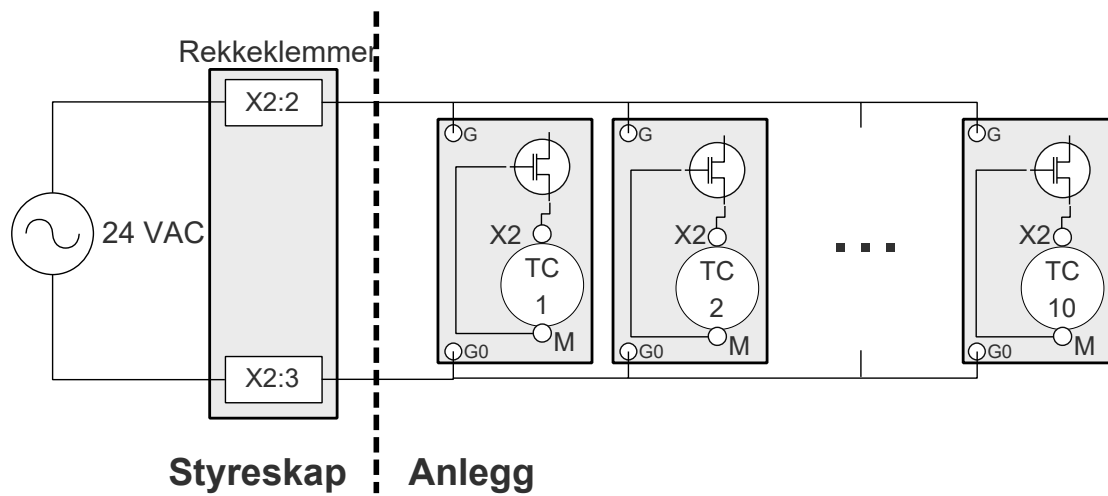 Rekkeklemmer
X2:2
24 VAC
X2:3
G
X2
TC
1
M
G0
G
X2
TC
2
M
G0
G
X2
TC
10
M
G0
Styreskap
Anlegg